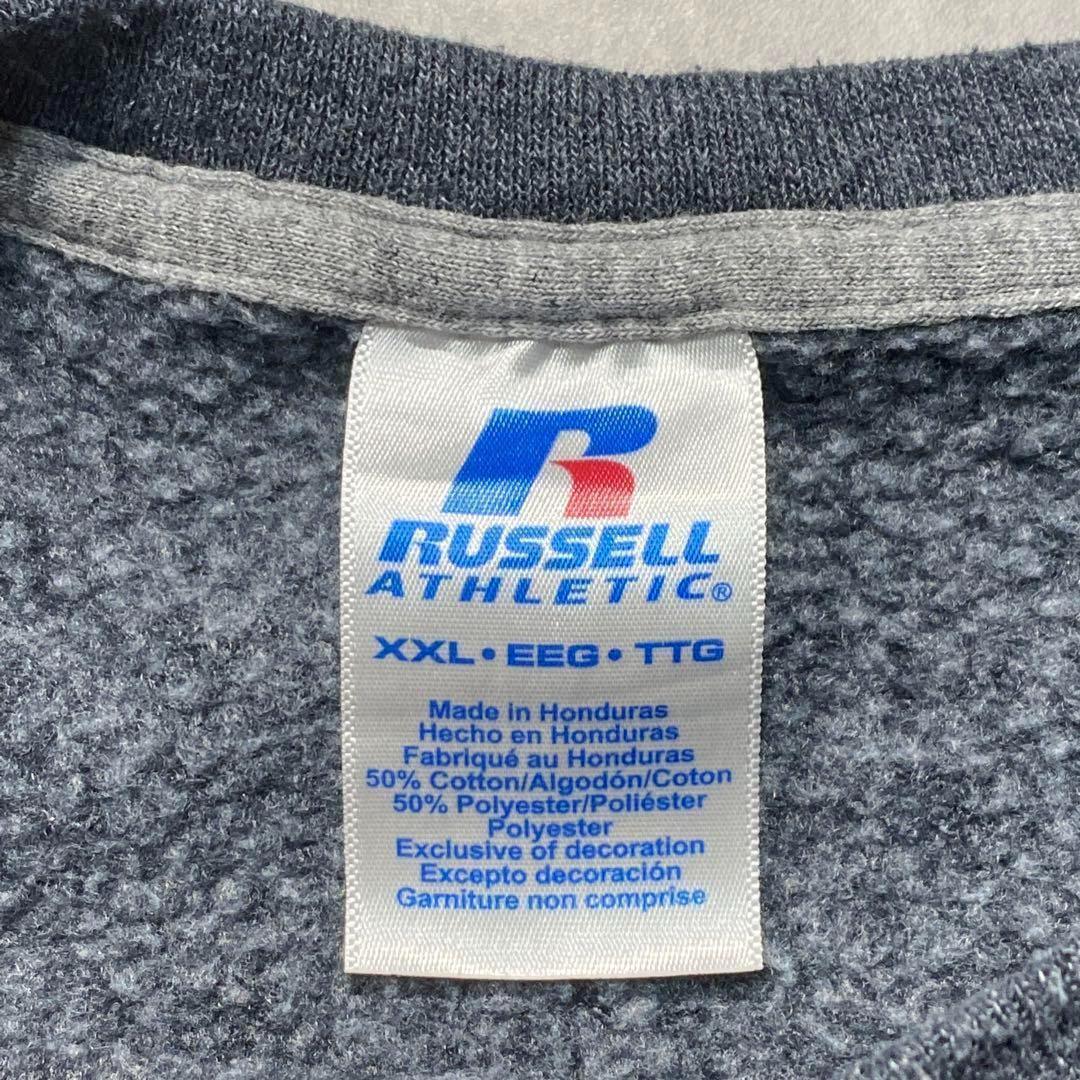 R
RUSSELL
ATHLETIC®
XXL • EEG • TTG
Made in Honduras
Hecho en Honduras
Fabriqué au Honduras
50% Cotton/Algodón/Coton
50% Polyester/Poliéster
Polyester
Exclusive of decoration
Excepto decoración
Garniture non comprise